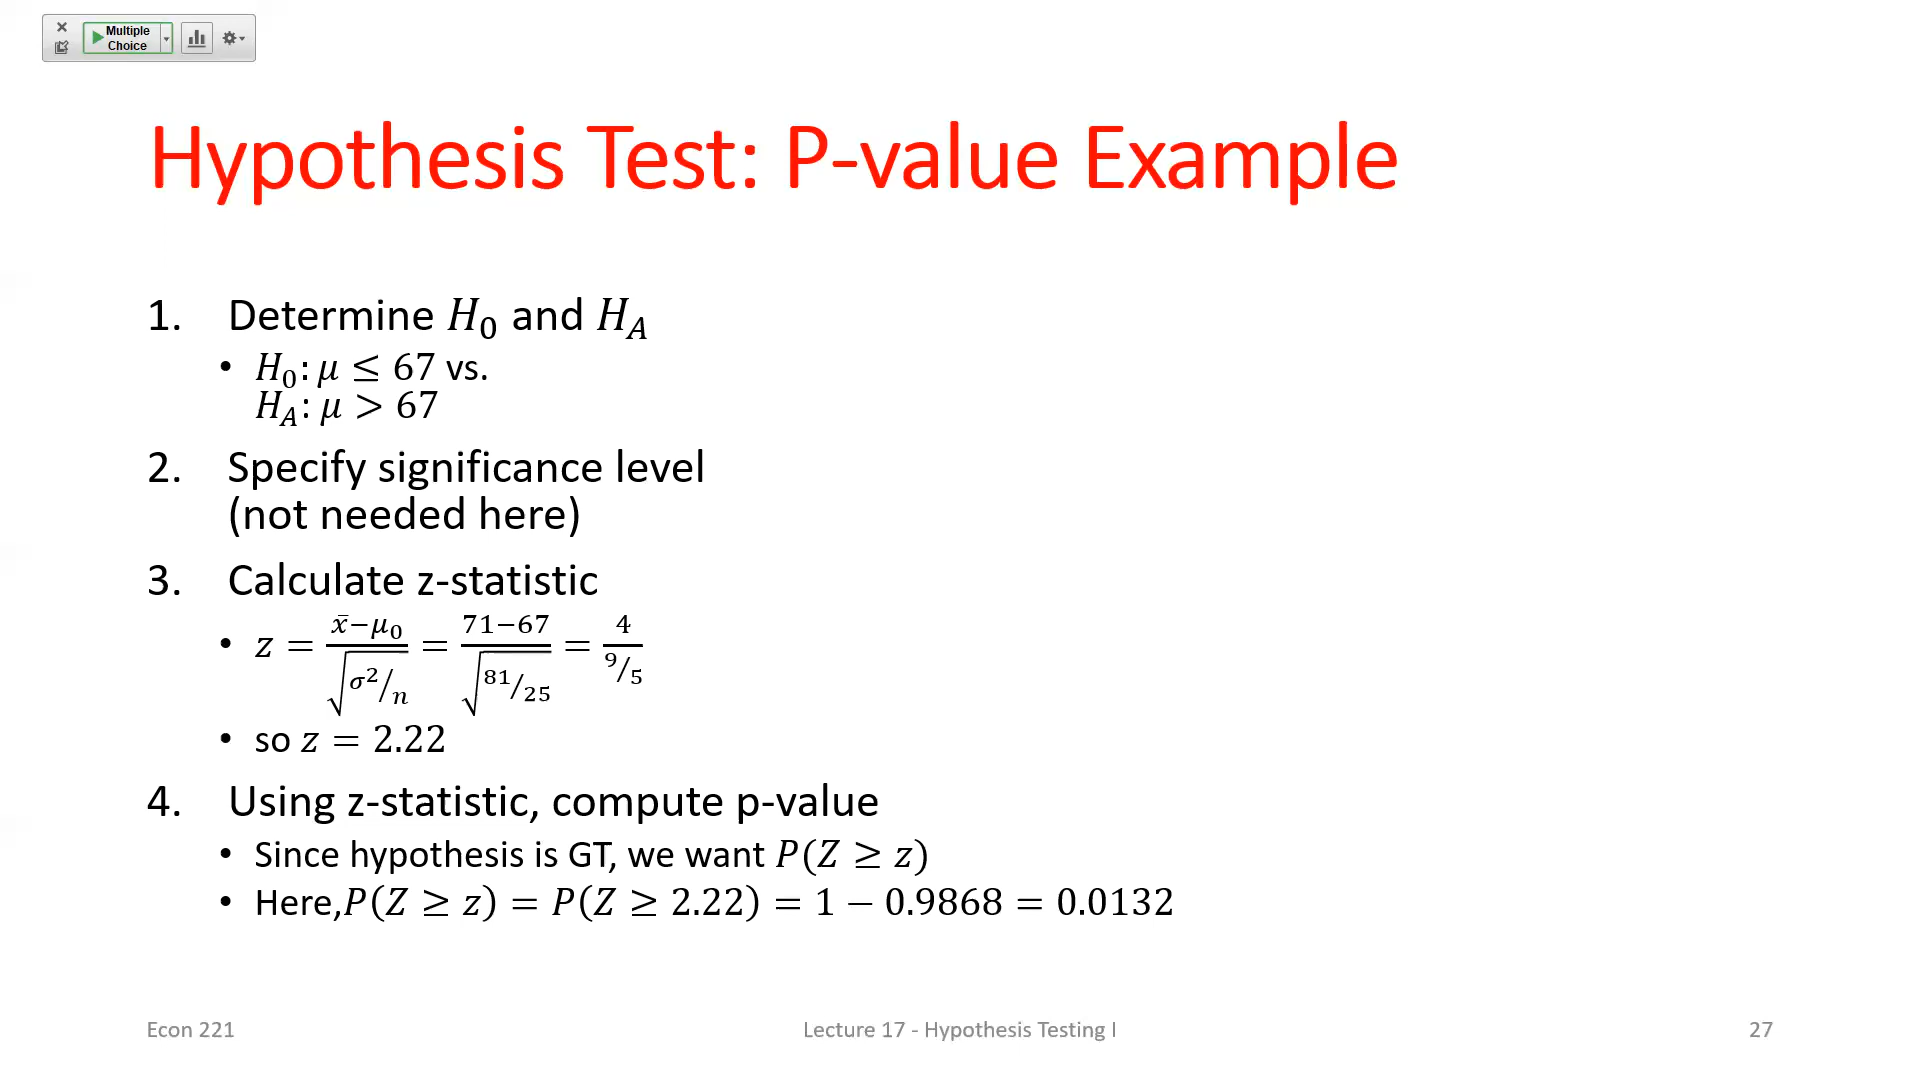 Multiple
Choice
Hypothesis Test: P-value Example
1. Determine H₀ and H_A
• H₀: μ ≤ 67 vs.
H_A: μ > 67
2. Specify significance level
(not needed here)
3. Calculate z-statistic
• z = (x̄−μ₀)/√(σ²/n) = (71−67)/√(81/25) = 4/(9/5)
• so z = 2.22
4. Using z-statistic, compute p-value
• Since hypothesis is GT, we want P(Z ≥ z)
• Here,P(Z ≥ z) = P(Z ≥ 2.22) = 1 − 0.9868 = 0.0132
Econ 221
Lecture 17 - Hypothesis Testing I
27